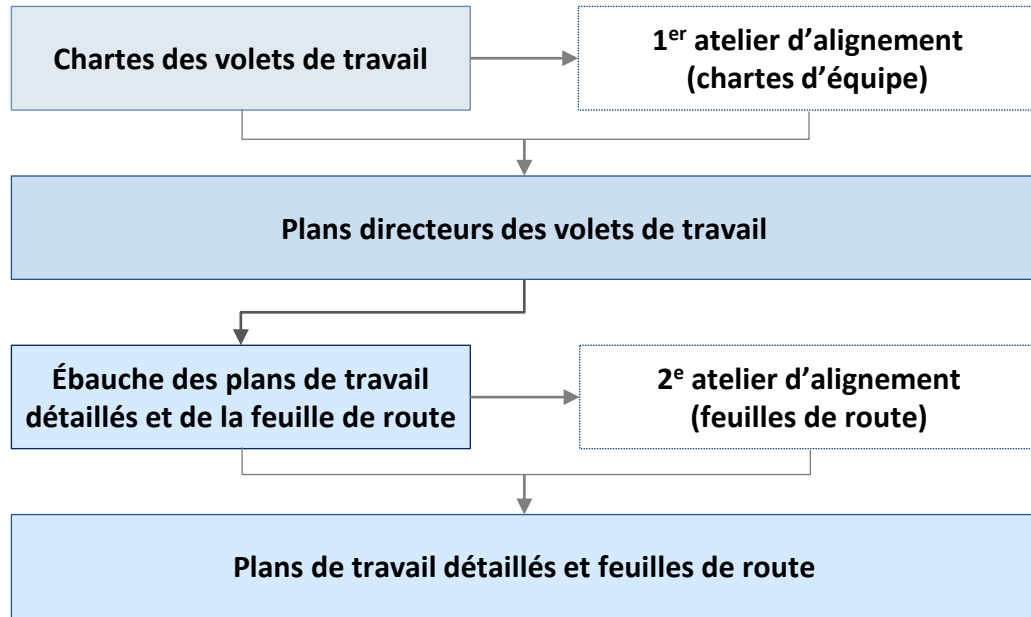 Chartes des volets de travail
1er atelier d’alignement
(chartes d’équipe)
Plans directeurs des volets de travail
Ébauche des plans de travail
détaillés et de la feuille de route
2e atelier d’alignement
(feuilles de route)
Plans de travail détaillés et feuilles de route